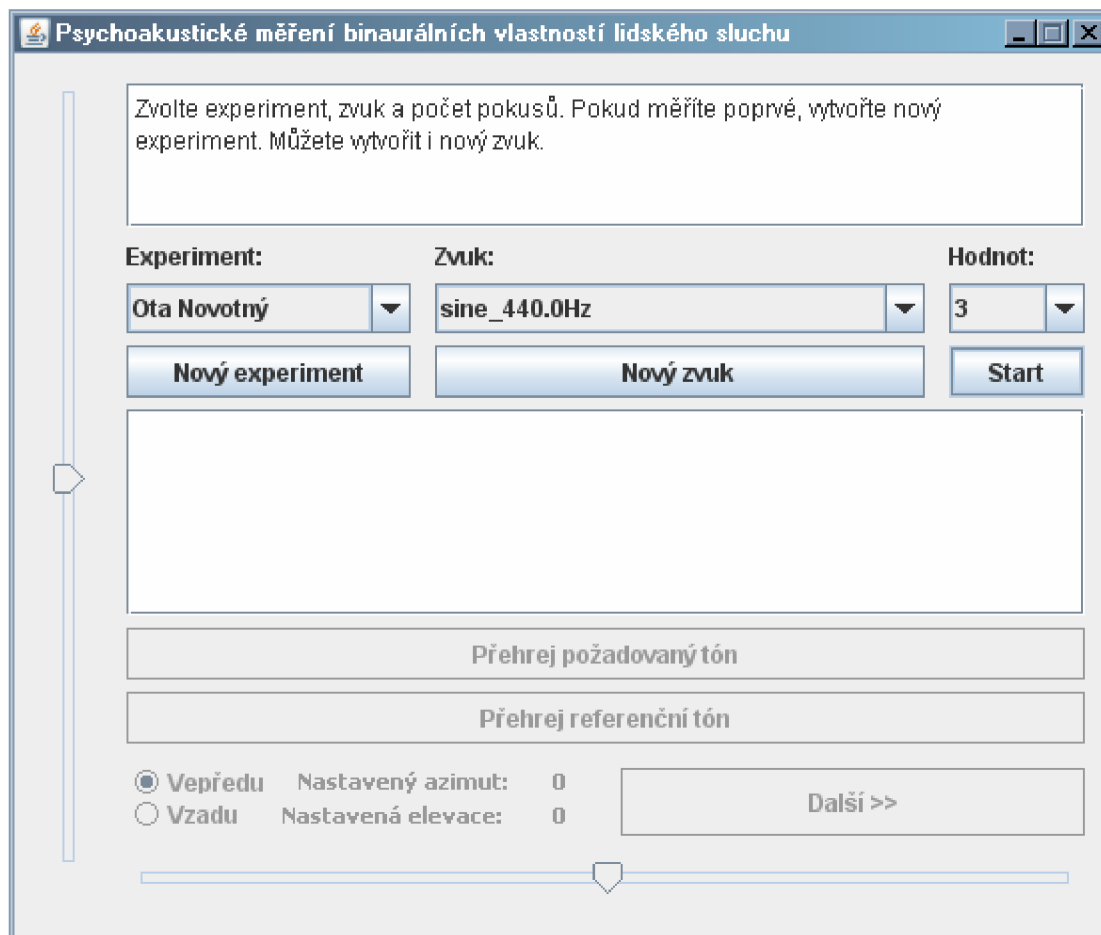 Psychoakustické měření binaurálních vlastností lidského sluchu
Zvolte experiment, zvuk a počet pokusů. Pokud měříte poprvé, vytvořte nový
experiment. Můžete vytvořit i nový zvuk.
Experiment: Zvuk: Hodnot:
Ota Novotný sine_440.0Hz 3
Nový experiment Nový zvuk Start
Přehrej požadovaný tón
Přehrej referenční tón
Vepředu Nastavený azimut: 0
Vzadu Nastavená elevace: 0
Další >>